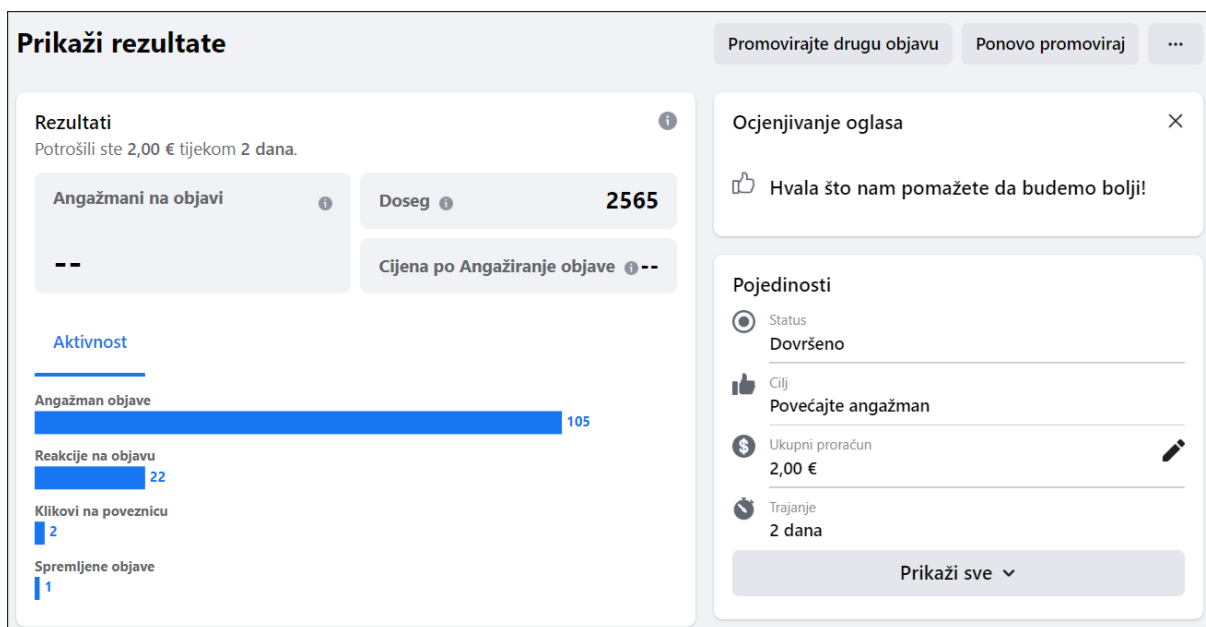 Prikaži rezultate
Promovirajte drugu objavu
Ponovo promoviraj
...
Rezultati
Potrošili ste 2,00 € tijekom 2 dana.
Angažmani na objavi
--
Doseg 2565
Cijena po Angažiranje objave --
Aktivnost
Angažman objave
105
Reakcije na objavu
22
Klikovi na poveznicu
2
Spremljene objave
1
Ocjenjivanje oglasa
Hvala što nam pomažete da budemo bolji!
Pojedinosti
Status
Dovršeno
Cilj
Povećajte angažman
Ukupni proračun
2,00 €
Trajanje
2 dana
Prikaži sve